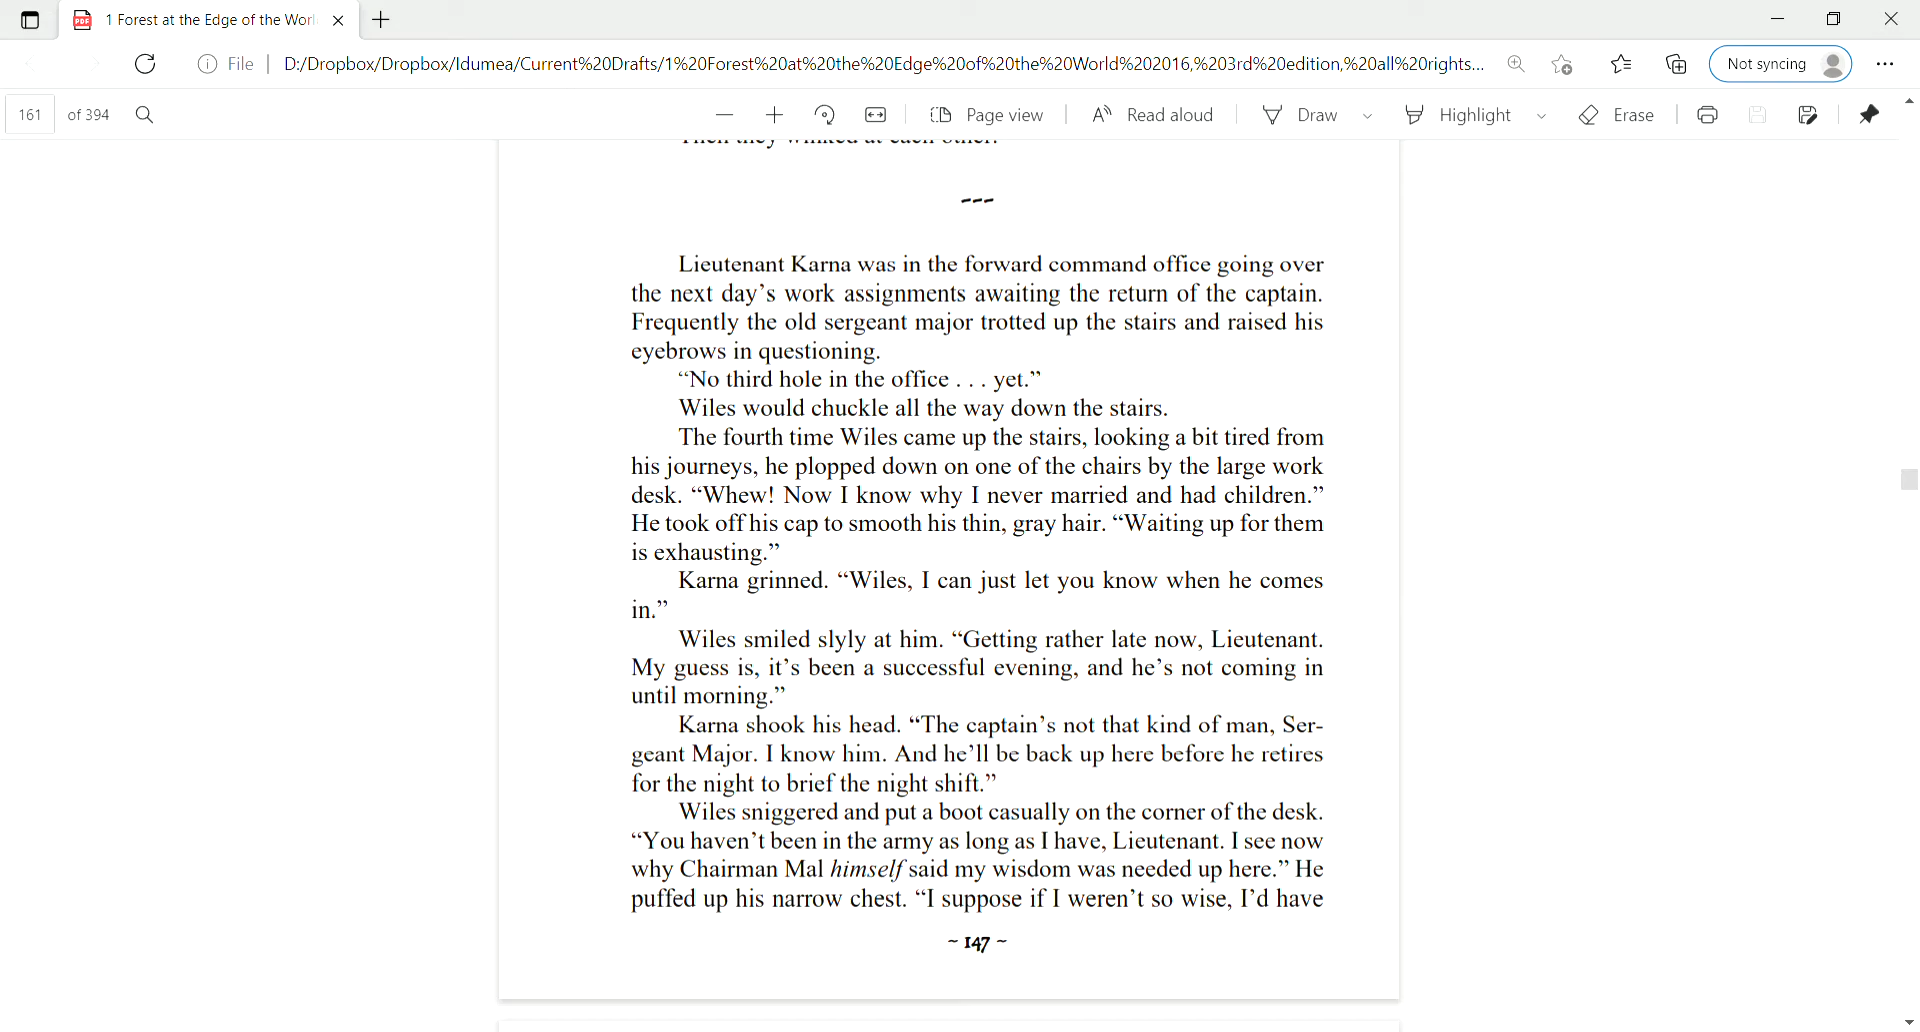 1 Forest at the Edge of the Worl
File
D:/Dropbox/Dropbox/Idumea/Current%20Drafts/1%20Forest%20at%20the%20Edge%20of%20the%20World%202016,%203rd%20edition,%20all%20rights...
Not syncing
161 of 394
Page view
Read aloud
Draw
Highlight
Erase
Then they winked at each other.
---
Lieutenant Karna was in the forward command office going over
the next day’s work assignments awaiting the return of the captain.
Frequently the old sergeant major trotted up the stairs and raised his
eyebrows in questioning.
“No third hole in the office . . . yet.”
Wiles would chuckle all the way down the stairs.
The fourth time Wiles came up the stairs, looking a bit tired from
his journeys, he plopped down on one of the chairs by the large work
desk. “Whew! Now I know why I never married and had children.”
He took off his cap to smooth his thin, gray hair. “Waiting up for them
is exhausting.”
Karna grinned. “Wiles, I can just let you know when he comes
in.”
Wiles smiled slyly at him. “Getting rather late now, Lieutenant.
My guess is, it’s been a successful evening, and he’s not coming in
until morning.”
Karna shook his head. “The captain’s not that kind of man, Ser-
geant Major. I know him. And he’ll be back up here before he retires
for the night to brief the night shift.”
Wiles sniggered and put a boot casually on the corner of the desk.
“You haven’t been in the army as long as I have, Lieutenant. I see now
why Chairman Mal himself said my wisdom was needed up here.” He
puffed up his narrow chest. “I suppose if I weren’t so wise, I’d have
~ 147 ~